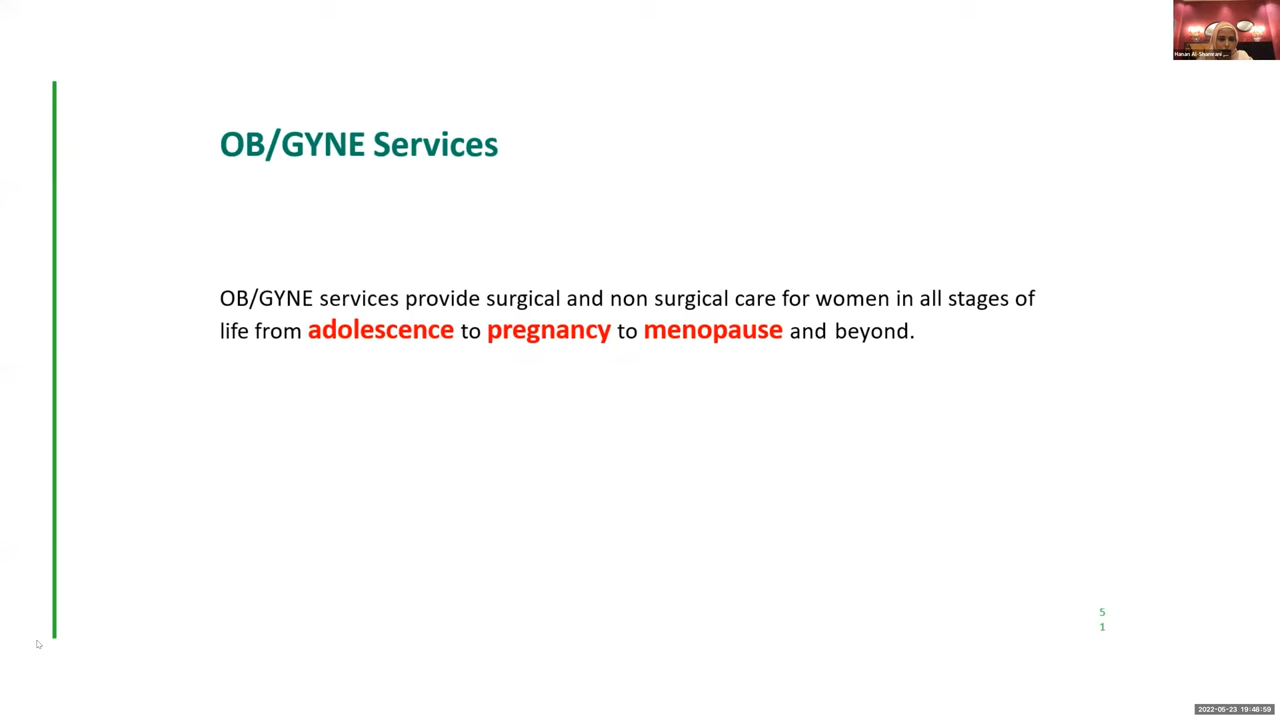 Hanan Al-Shamrani ...
OB/GYNE Services
OB/GYNE services provide surgical and non surgical care for women in all stages of
life from adolescence to pregnancy to menopause and beyond.
5
1
2022-05-23 19:48:59